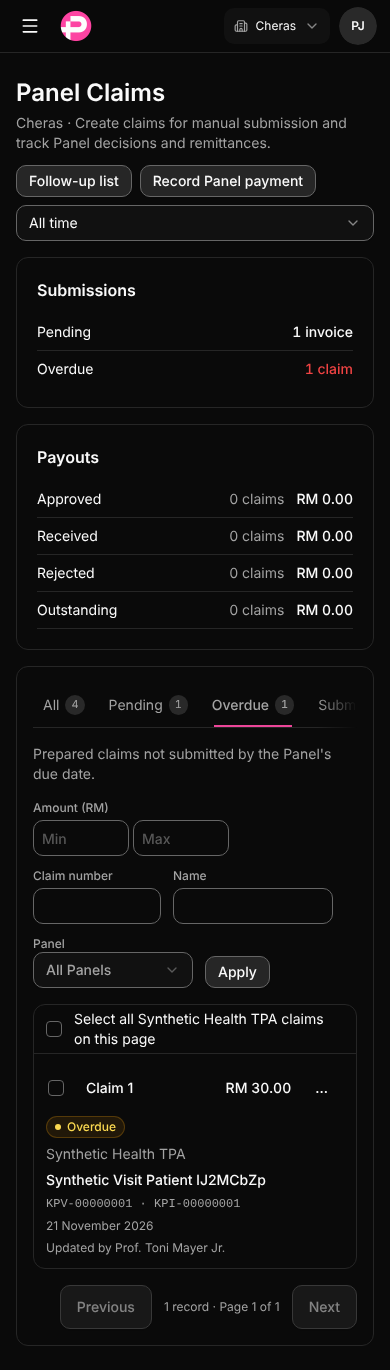 Cheras
PJ
Panel Claims
Cheras · Create claims for manual submission and
track Panel decisions and remittances.
Follow-up list
Record Panel payment
All time
Submissions
Pending 1 invoice
Overdue 1 claim
Payouts
Approved 0 claims RM 0.00
Received 0 claims RM 0.00
Rejected 0 claims RM 0.00
Outstanding 0 claims RM 0.00
All 4 Pending 1 Overdue 1
Prepared claims not submitted by the Panel's
due date.
Amount (RM)
Min Max
Claim number Name
Panel
All Panels Apply
Select all Synthetic Health TPA claims
on this page
Claim 1 RM 30.00 ...
Overdue
Synthetic Health TPA
Synthetic Visit Patient IJ2MCbZp
KPV-00000001 · KPI-00000001
21 November 2026
Updated by Prof. Toni Mayer Jr.
Previous 1 record · Page 1 of 1 Next